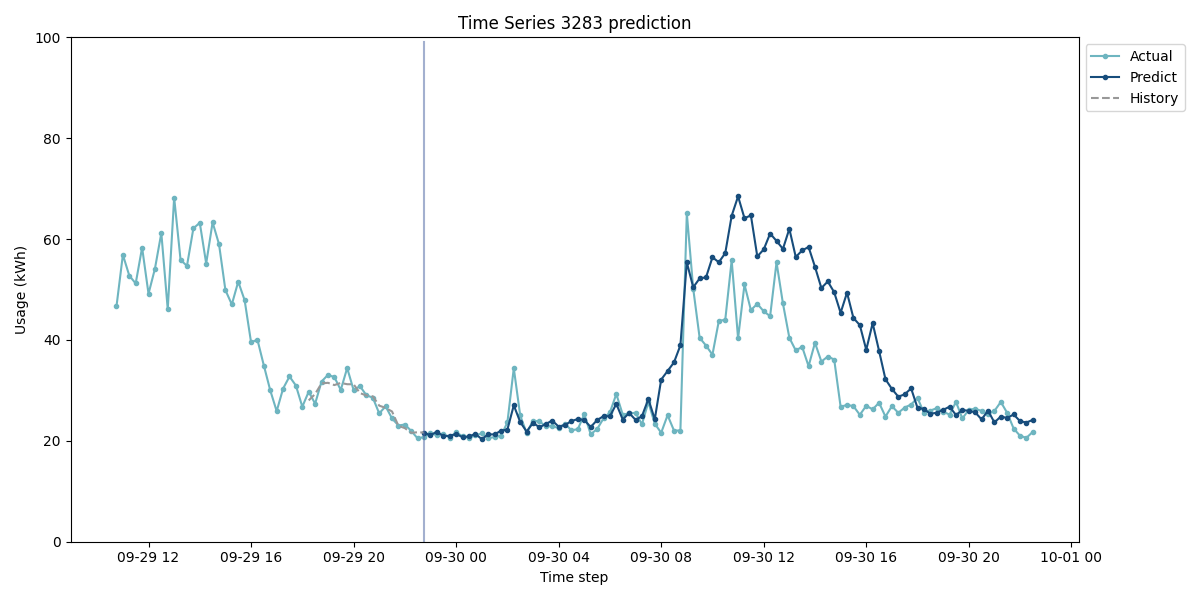 Time Series 3283 prediction
100
80
60
40
20
0
Usage (kWh)
09-29 12
09-29 16
09-29 20
09-30 00
09-30 04
09-30 08
09-30 12
09-30 16
09-30 20
10-01 00
Time step
Actual
Predict
History